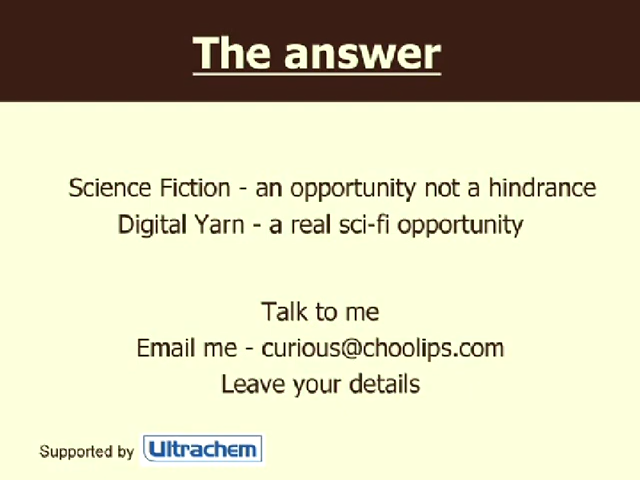 The answer
Science Fiction - an opportunity not a hindrance
Digital Yarn - a real sci-fi opportunity
Talk to me
Email me - curious@choolips.com
Leave your details
Supported by Ultrachem